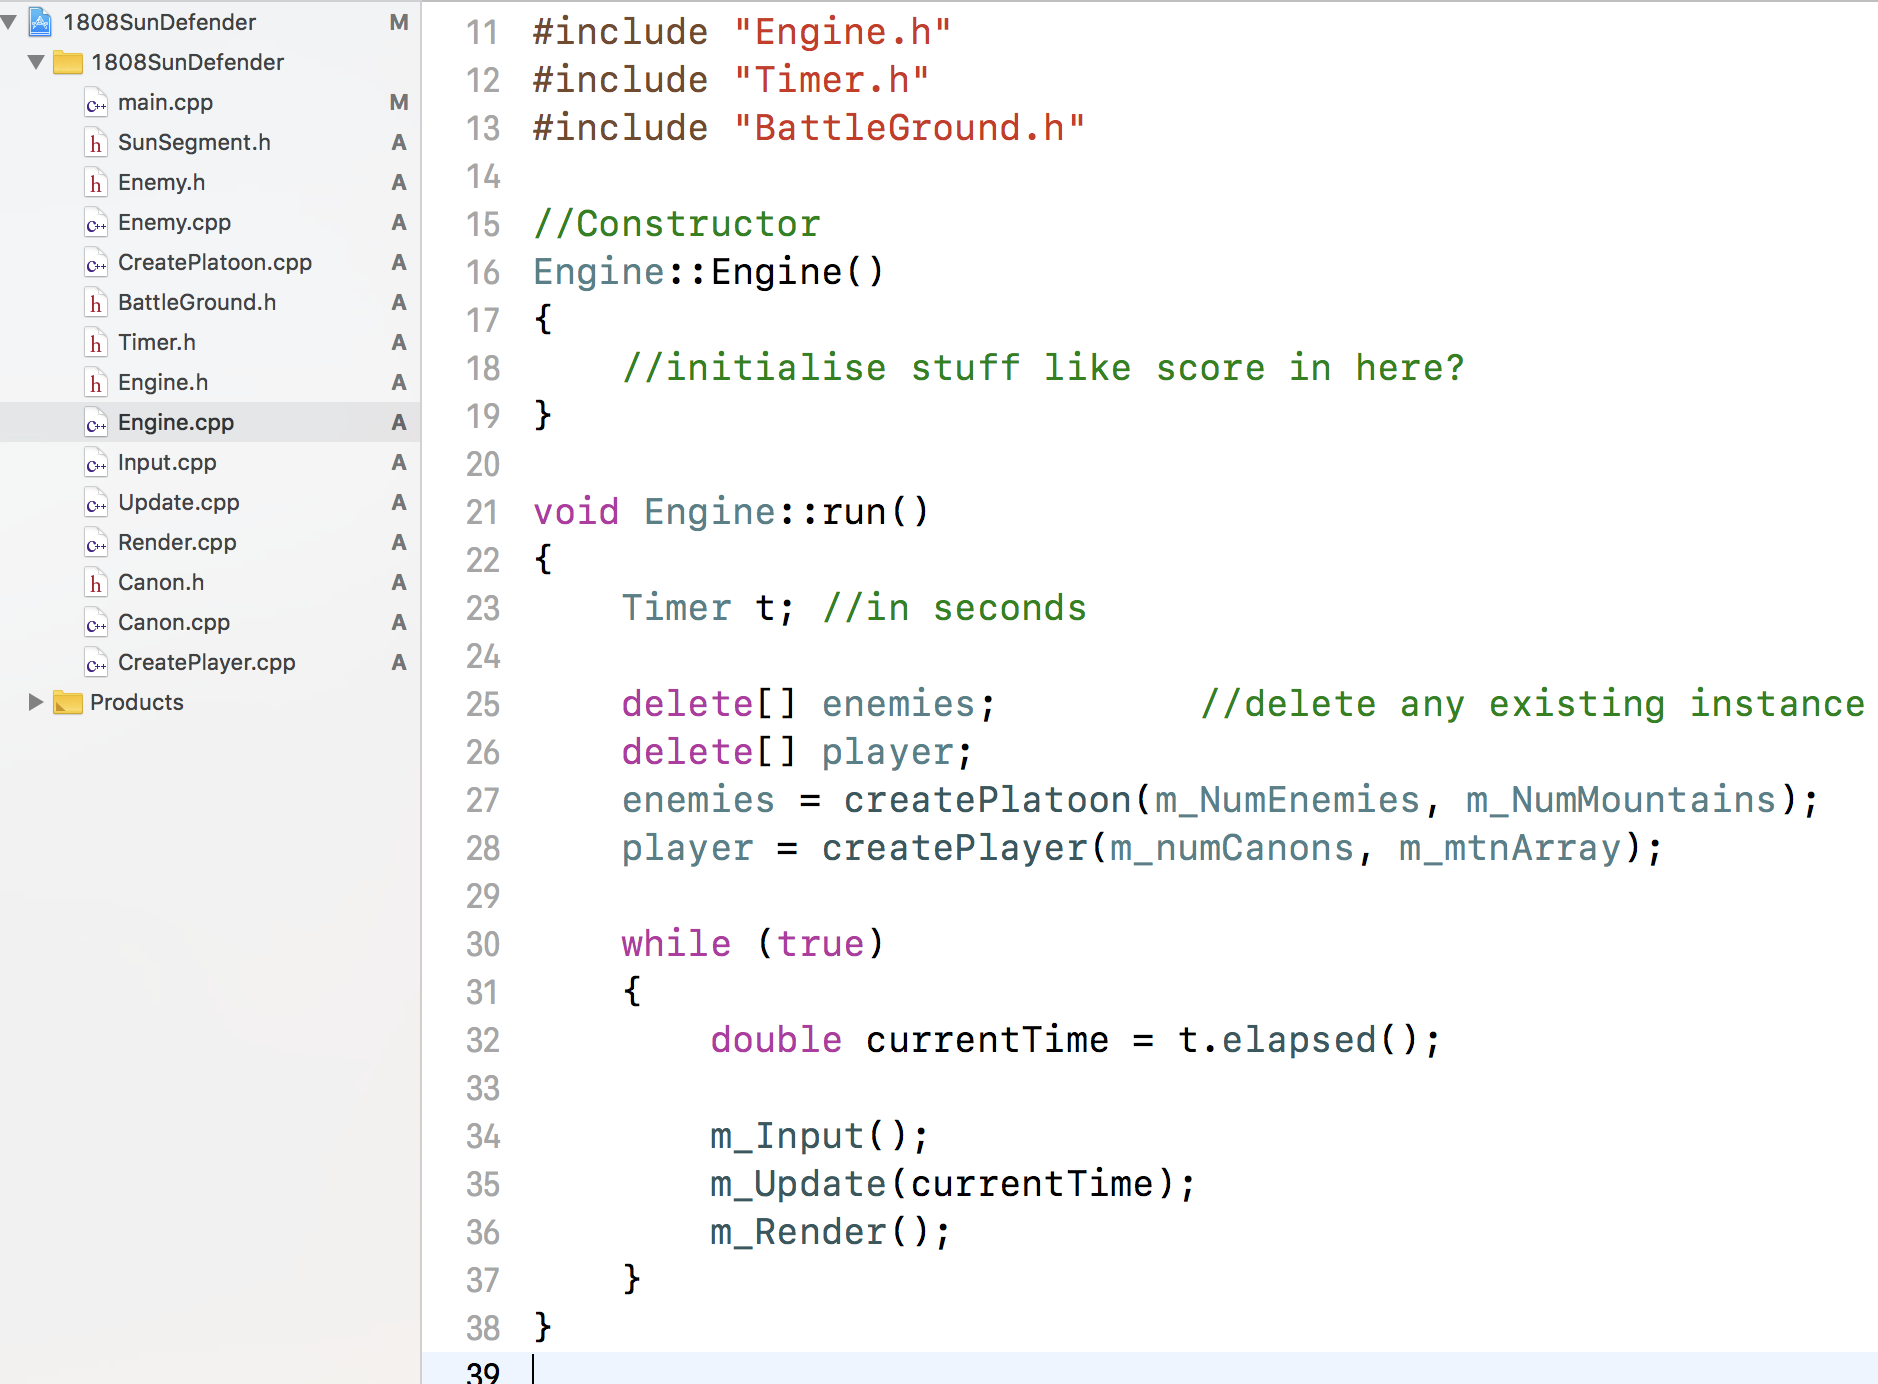 1808SunDefender M
1808SunDefender
main.cpp M
SunSegment.h A
Enemy.h A
Enemy.cpp A
CreatePlatoon.cpp A
BattleGround.h A
Timer.h A
Engine.h A
Engine.cpp A
Input.cpp A
Update.cpp A
Render.cpp A
Canon.h A
Canon.cpp A
CreatePlayer.cpp A
Products
11 #include "Engine.h"
12 #include "Timer.h"
13 #include "BattleGround.h"
14
15 //Constructor
16 Engine::Engine()
17 {
18     //initialise stuff like score in here?
19 }
20
21 void Engine::run()
22 {
23     Timer t; //in seconds
24
25     delete[] enemies;         //delete any existing instance
26     delete[] player;
27     enemies = createPlatoon(m_NumEnemies, m_NumMountains);
28     player = createPlayer(m_numCanons, m_mtnArray);
29
30     while (true)
31     {
32         double currentTime = t.elapsed();
33
34         m_Input();
35         m_Update(currentTime);
36         m_Render();
37     }
38 }
39